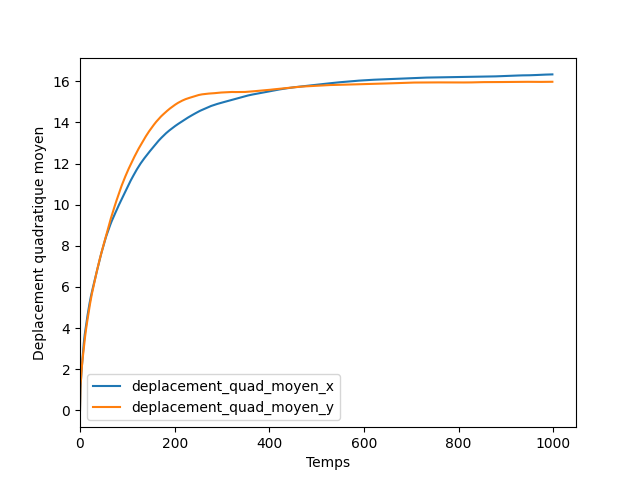 Deplacement quadratique moyen
16
14
12
10
8
6
4
2
0
deplacement_quad_moyen_x
deplacement_quad_moyen_y
0 200 400 600 800 1000
Temps